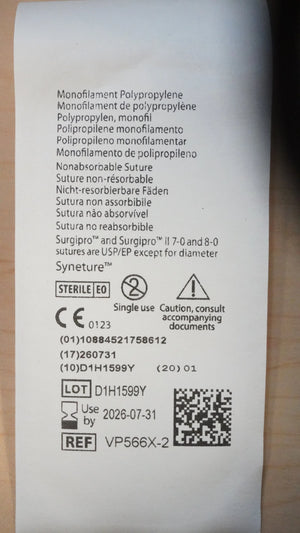 Monofilament Polypropylene
Monofilament de polypropylène
Polypropylen, monofil
Polipropilene monofilamento
Polipropileno monofilamentar
Monofilamento de polipropileno
Nonabsorbable Suture
Suture non-résorbable
Nicht-resorbierbare Fäden
Sutura non assorbibile
Sutura não absorvível
Sutura no reabsorbible
Surgipro™ and Surgipro™ II 7-0 and 8-0
sutures are USP/EP except for diameter
Syneture™
STERILE EO
2
Single use
Caution, consult
accompanying
documents
CE 0123
(01)10884521758612
(17)260731
(10)D1H1599Y (20)01
LOT D1H1599Y
Use by 2026-07-31
REF VP566X-2